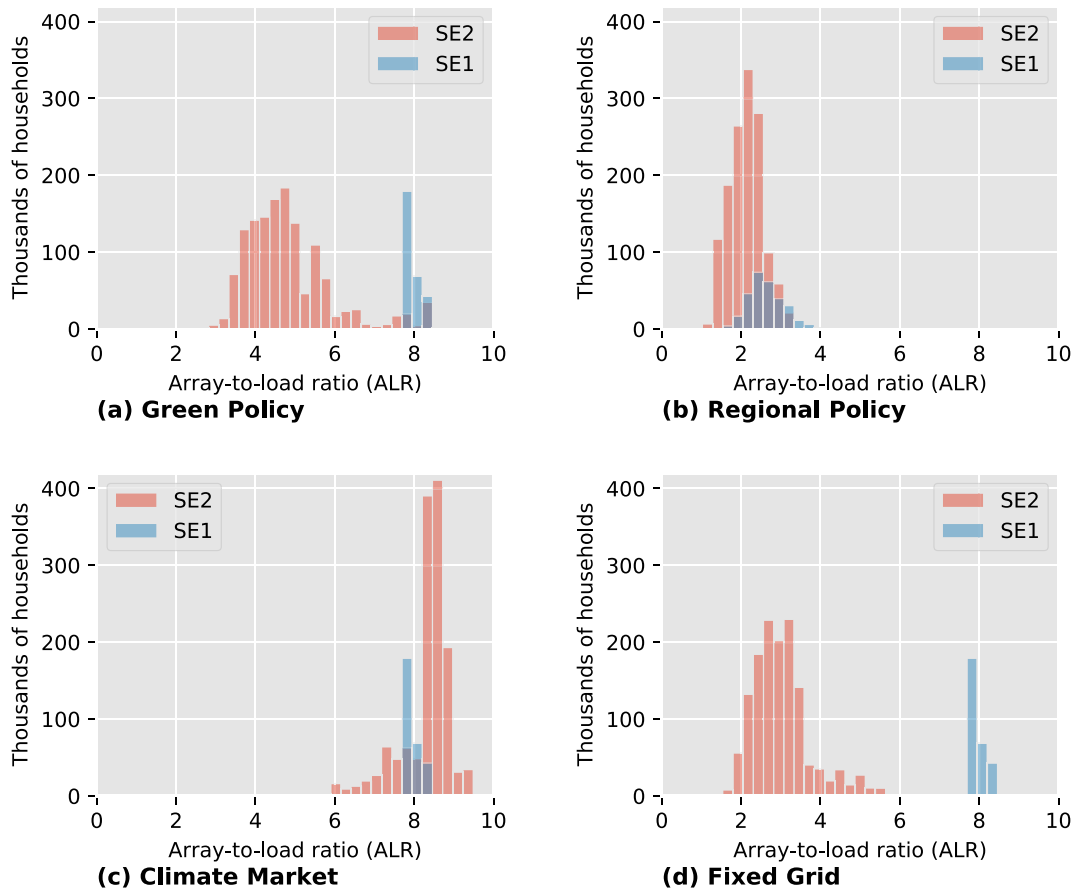 400
300
200
100
0
Thousands of households
SE2
SE1
0 2 4 6 8 10
Array-to-load ratio (ALR)
(a) Green Policy
400
300
200
100
0
Thousands of households
SE2
SE1
0 2 4 6 8 10
Array-to-load ratio (ALR)
(b) Regional Policy
400
300
200
100
0
Thousands of households
SE2
SE1
0 2 4 6 8 10
Array-to-load ratio (ALR)
(c) Climate Market
400
300
200
100
0
Thousands of households
SE2
SE1
0 2 4 6 8 10
Array-to-load ratio (ALR)
(d) Fixed Grid